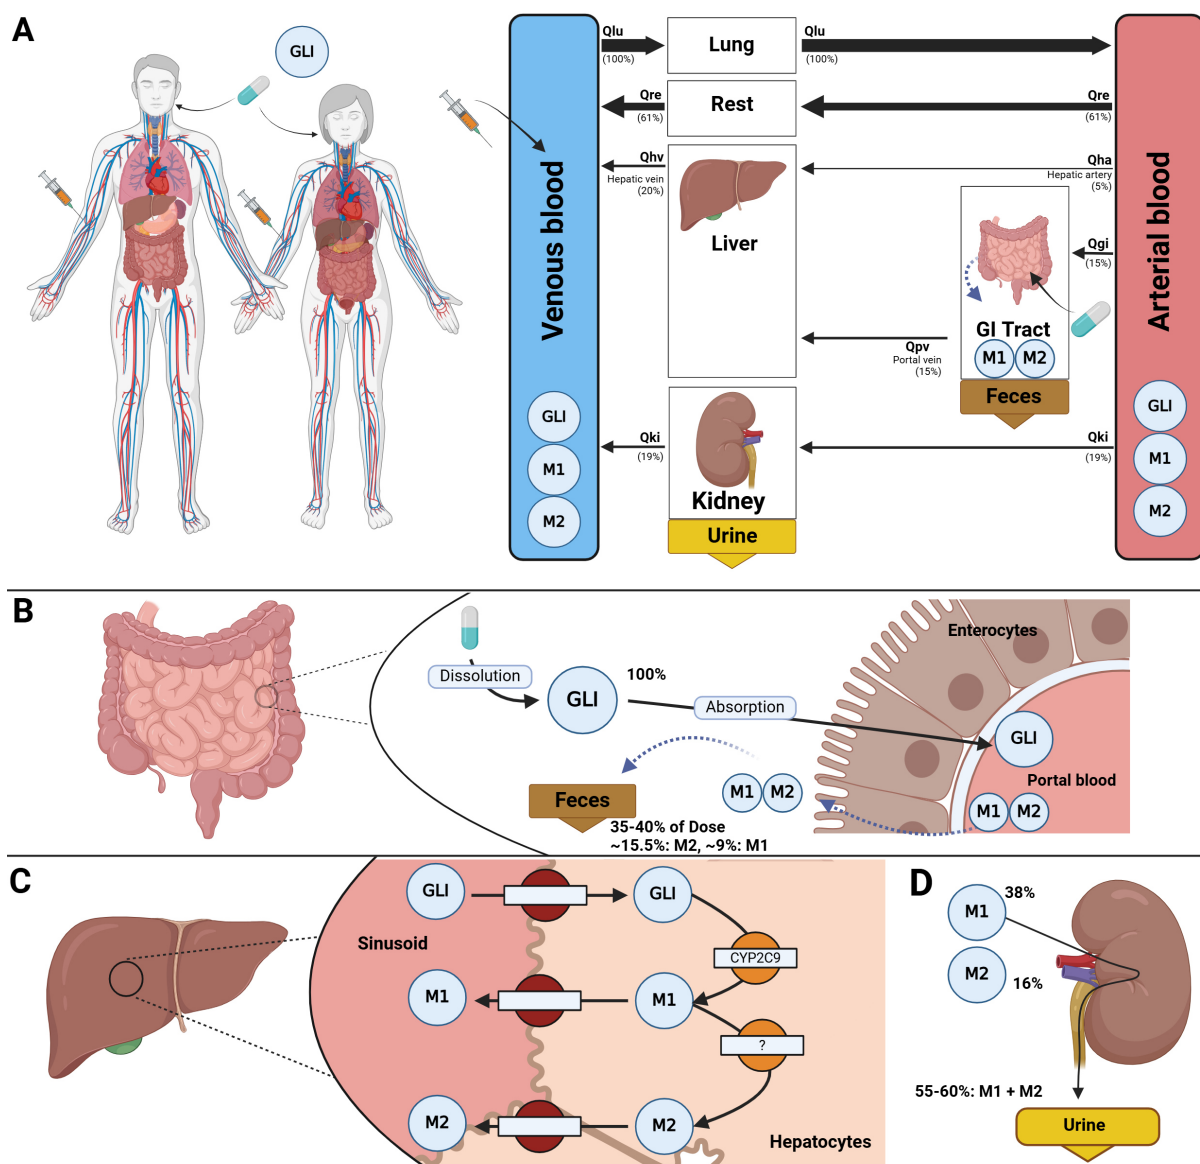 A
GLI
Venous blood
GLI
M1
M2
Qlu
(100%)
Lung
Qlu
(100%)
Qre
(61%)
Rest
Qre
(61%)
Qhv
Hepatic vein
(20%)
Liver
Qha
Hepatic artery
(5%)
Qgi
(15%)
GI Tract
M1 M2
Feces
Qpv
Portal vein
(15%)
Qki
(19%)
Kidney
Urine
Qki
(19%)
Arterial blood
GLI
M1
M2
B
Dissolution
GLI
100%
Absorption
Enterocytes
GLI
Portal blood
M1 M2
M1 M2
Feces
35-40% of Dose
~15.5%: M2, ~9%: M1
C
GLI
GLI
Sinusoid
CYP2C9
M1
M1
?
M2
M2
Hepatocytes
D
M1
38%
M2
16%
55-60%: M1 + M2
Urine